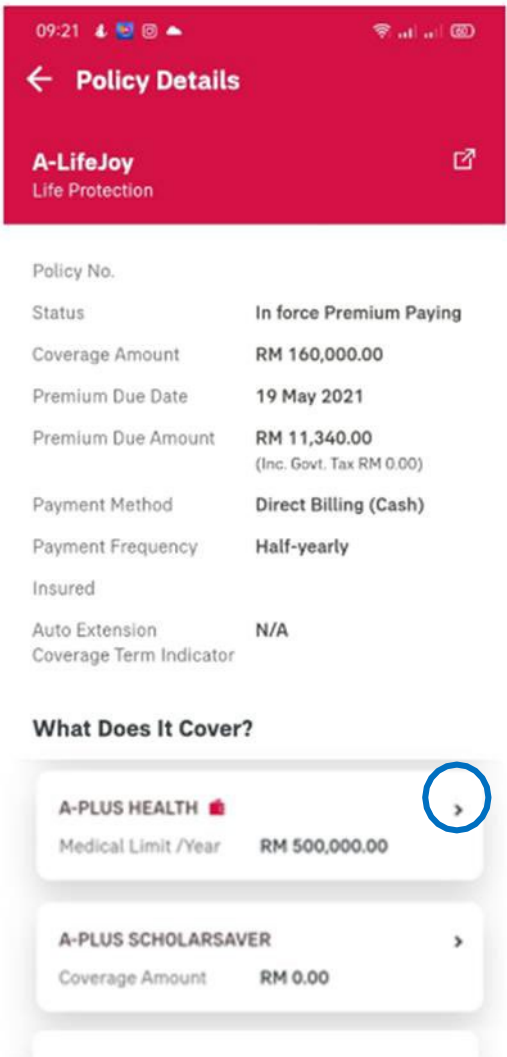 09:21
Policy Details
A-LifeJoy
Life Protection
Policy No.
Status In force Premium Paying
Coverage Amount RM 160,000.00
Premium Due Date 19 May 2021
Premium Due Amount RM 11,340.00
(Inc. Govt. Tax RM 0.00)
Payment Method Direct Billing (Cash)
Payment Frequency Half-yearly
Insured
Auto Extension N/A
Coverage Term Indicator
What Does It Cover?
A-PLUS HEALTH
Medical Limit /Year RM 500,000.00
A-PLUS SCHOLARSAVER
Coverage Amount RM 0.00